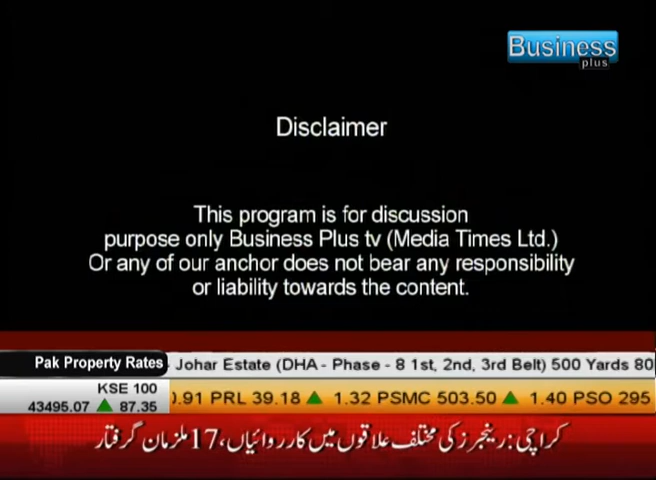 Business
plus
Disclaimer
This program is for discussion
purpose only Business Plus tv (Media Times Ltd.)
Or any of our anchor does not bear any responsibility
or liability towards the content.
Pak Property Rates Johar Estate (DHA - Phase - 8 1st, 2nd, 3rd Belt) 500 Yards 80
KSE 100
43495.07 ▲ 87.35
0.91 PRL 39.18 ▲ 1.32 PSMC 503.50 ▲ 1.40 PSO 295
کراچی: رینجرز کی مختلف علاقوں میں کارروائیاں، 17 ملزمان گرفتار